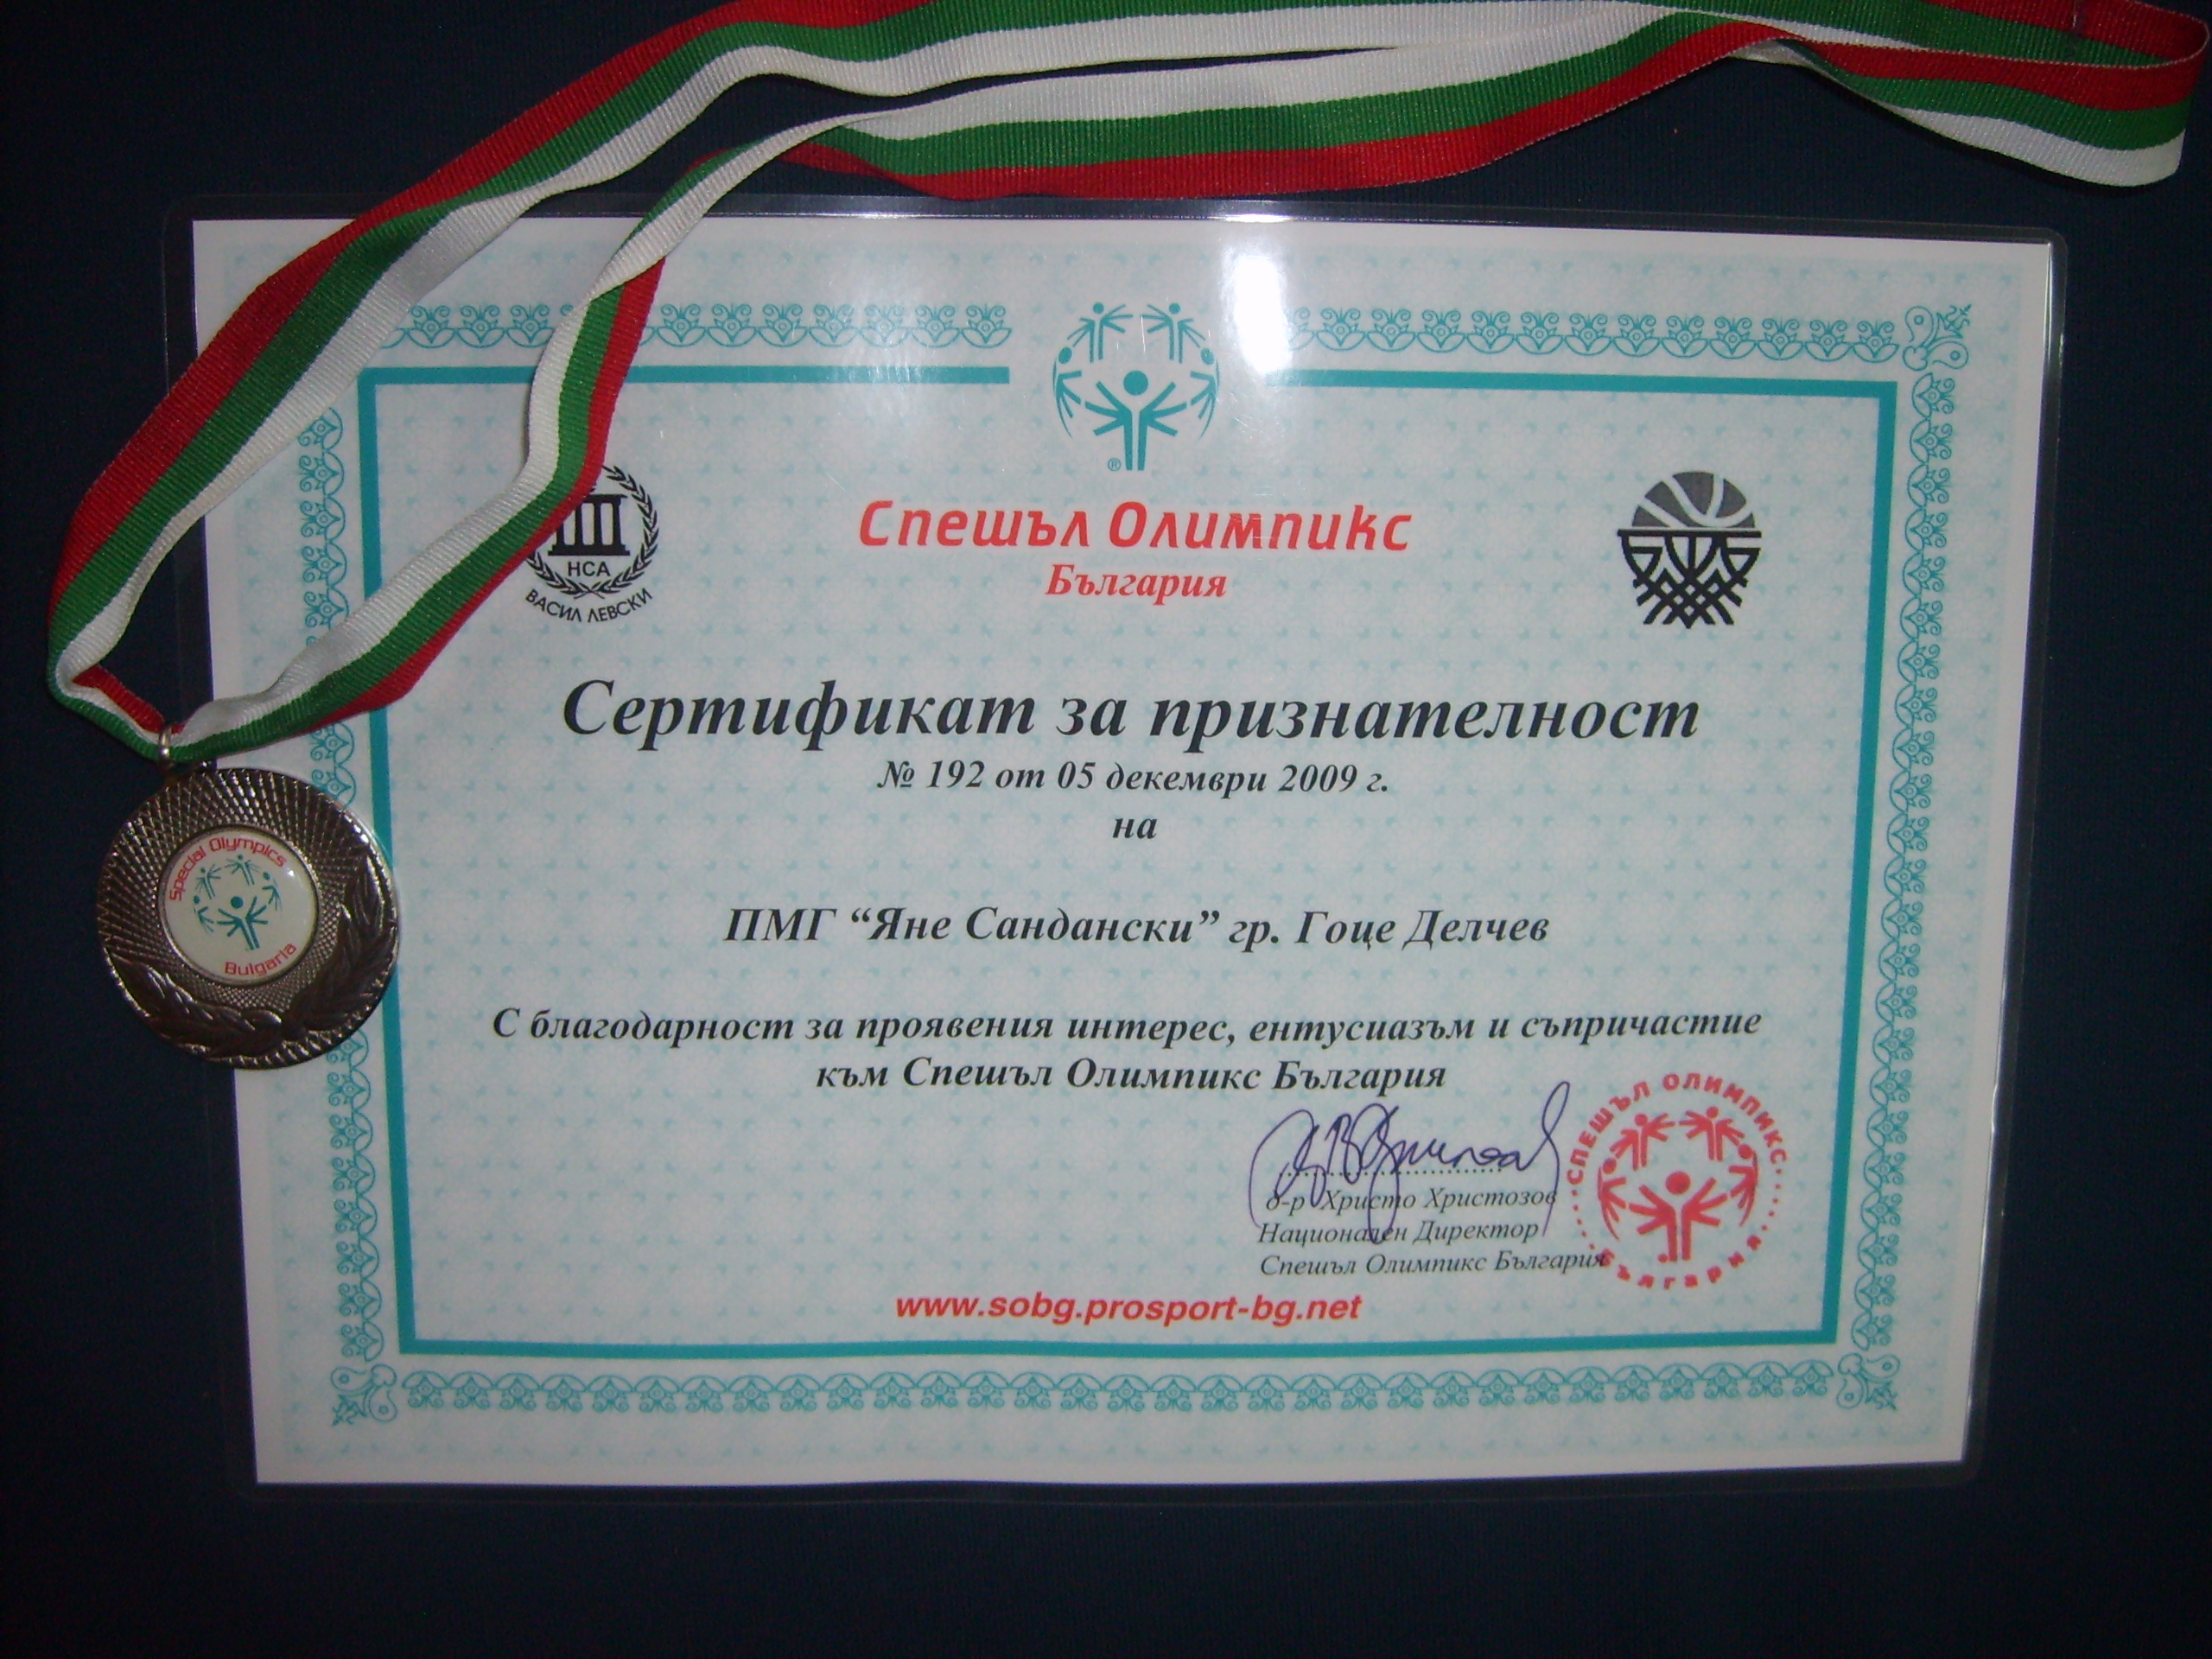 Спешъл Олимпикс
България
НСА
ВАСИЛ ЛЕВСКИ
Сертификат за признателност
№ 192 от 05 декември 2009 г.
на
ПМГ “Яне Сандански” гр. Гоце Делчев
С благодарност за проявения интерес, ентусиазъм и съпричастие
към Спешъл Олимпикс България
д-р Христо Христозов
Национален Директор
Спешъл Олимпикс България
www.sobg.prosport-bg.net
СПЕШЪЛ ОЛИМПИКС
България
Special Olympics
Bulgaria